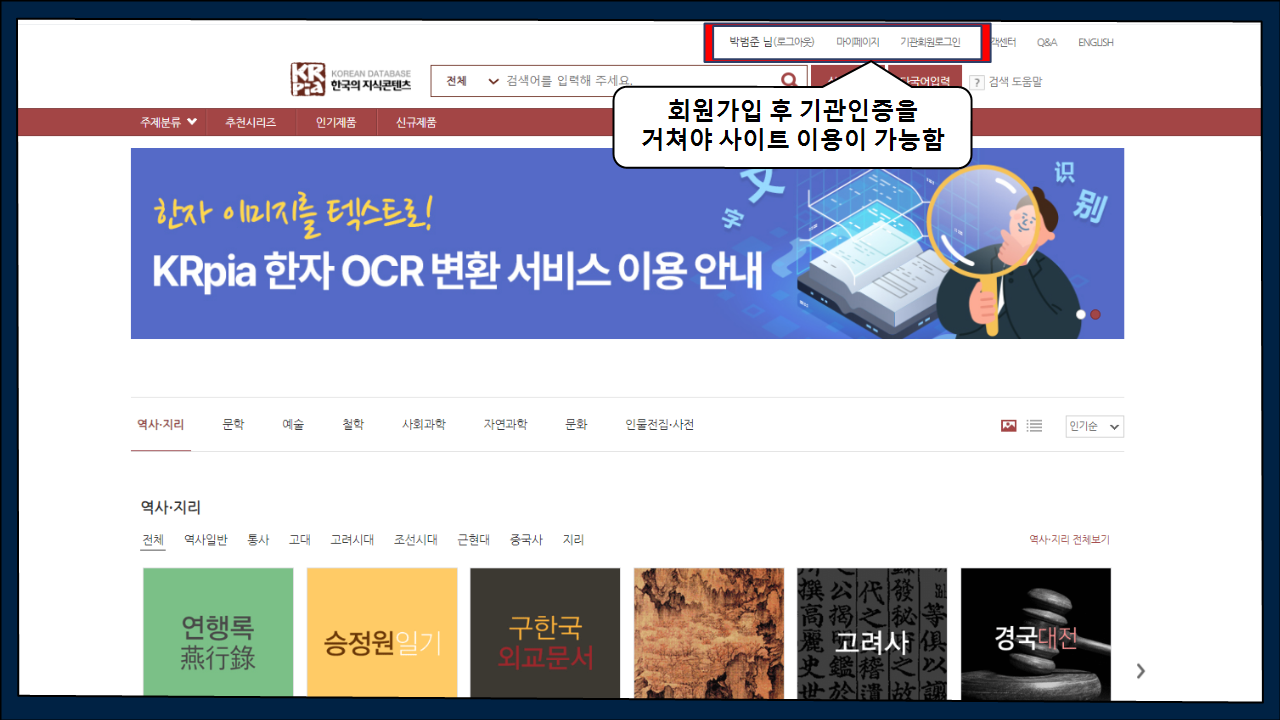 박범준 님(로그아웃) 마이페이지 기관회원로그인 객센터 Q&A ENGLISH
KR
pia
KOREAN DATABASE
한국의 지식콘텐츠
전체 검색어를 입력해 주세요. 다국어입력 ? 검색 도움말
회원가입 후 기관인증을
거쳐야 사이트 이용이 가능함
주제분류 추천시리즈 인기제품 신규제품
한자 이미지를 텍스트로!
KRpia 한자 OCR 변환 서비스 이용 안내
文
字
识
别
역사·지리 문학 예술 철학 사회과학 자연과학 문화 인물전집·사전 인기순
역사·지리
전체 역사일반 통사 고대 고려시대 조선시대 근현대 중국사 지리 역사·지리 전체보기
연행록
燕行錄
승정원일기
구한국
외교문서
고려사
경국대전